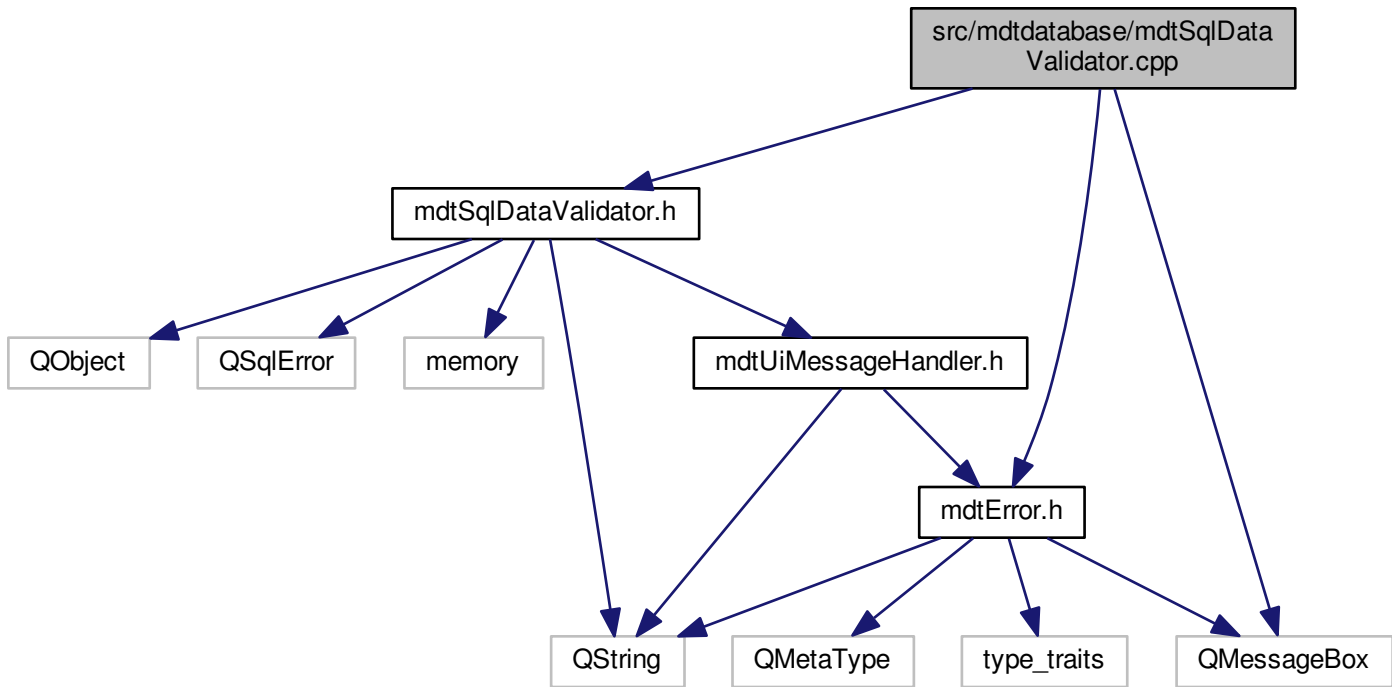 src/mdtdatabase/mdtSqlData
Validator.cpp
mdtSqlDataValidator.h
QObject
QSqlError
memory
mdtUiMessageHandler.h
mdtError.h
QString
QMetaType
type_traits
QMessageBox